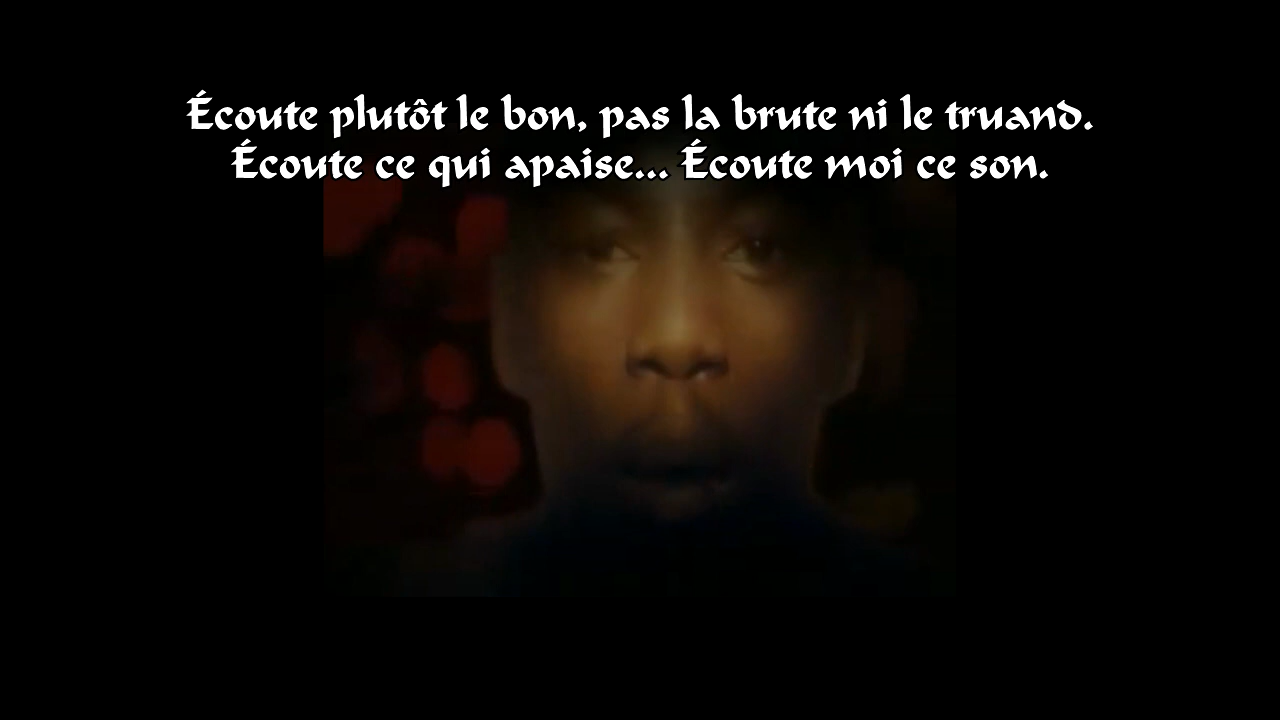 Écoute plutôt le bon, pas la brute ni le truand.
Écoute ce qui apaise... Écoute moi ce son.